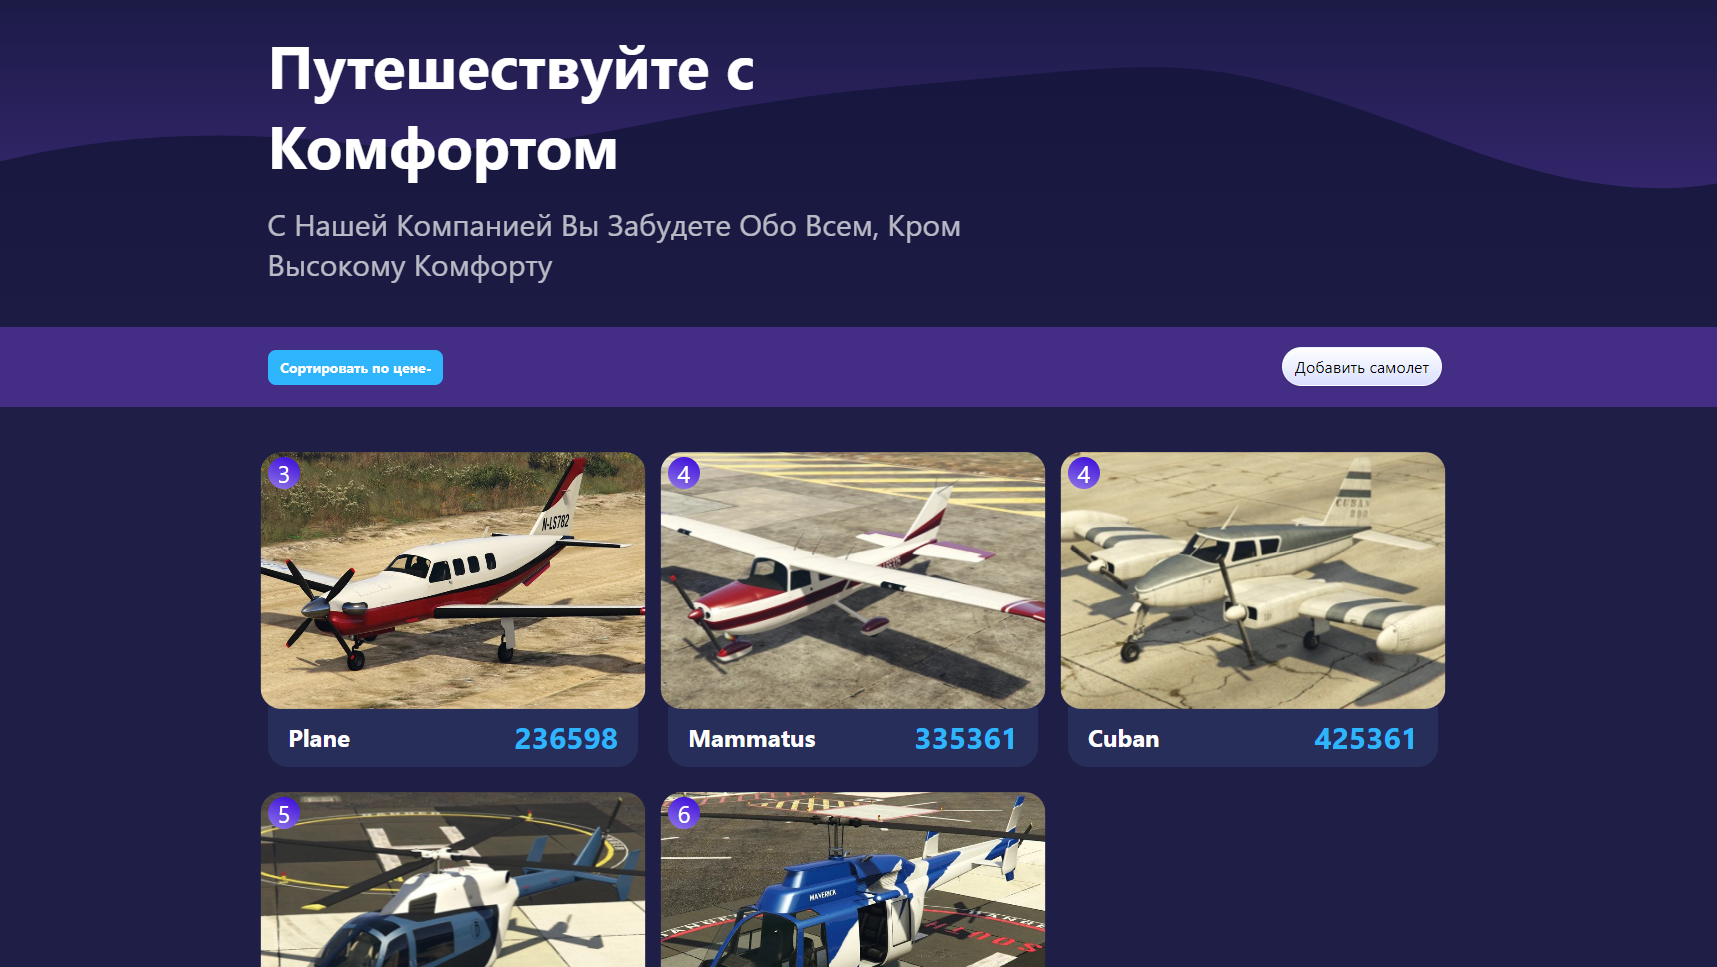 Путешествуйте с
Комфортом
С Нашей Компанией Вы Забудете Обо Всем, Кром
Высокому Комфорту
Сортировать по цене-
Добавить самолет
3
N-LS782
4
4
CUBAN
800
Plane
236598
Mammatus
335361
Cuban
425361
5
6
MAVERICK